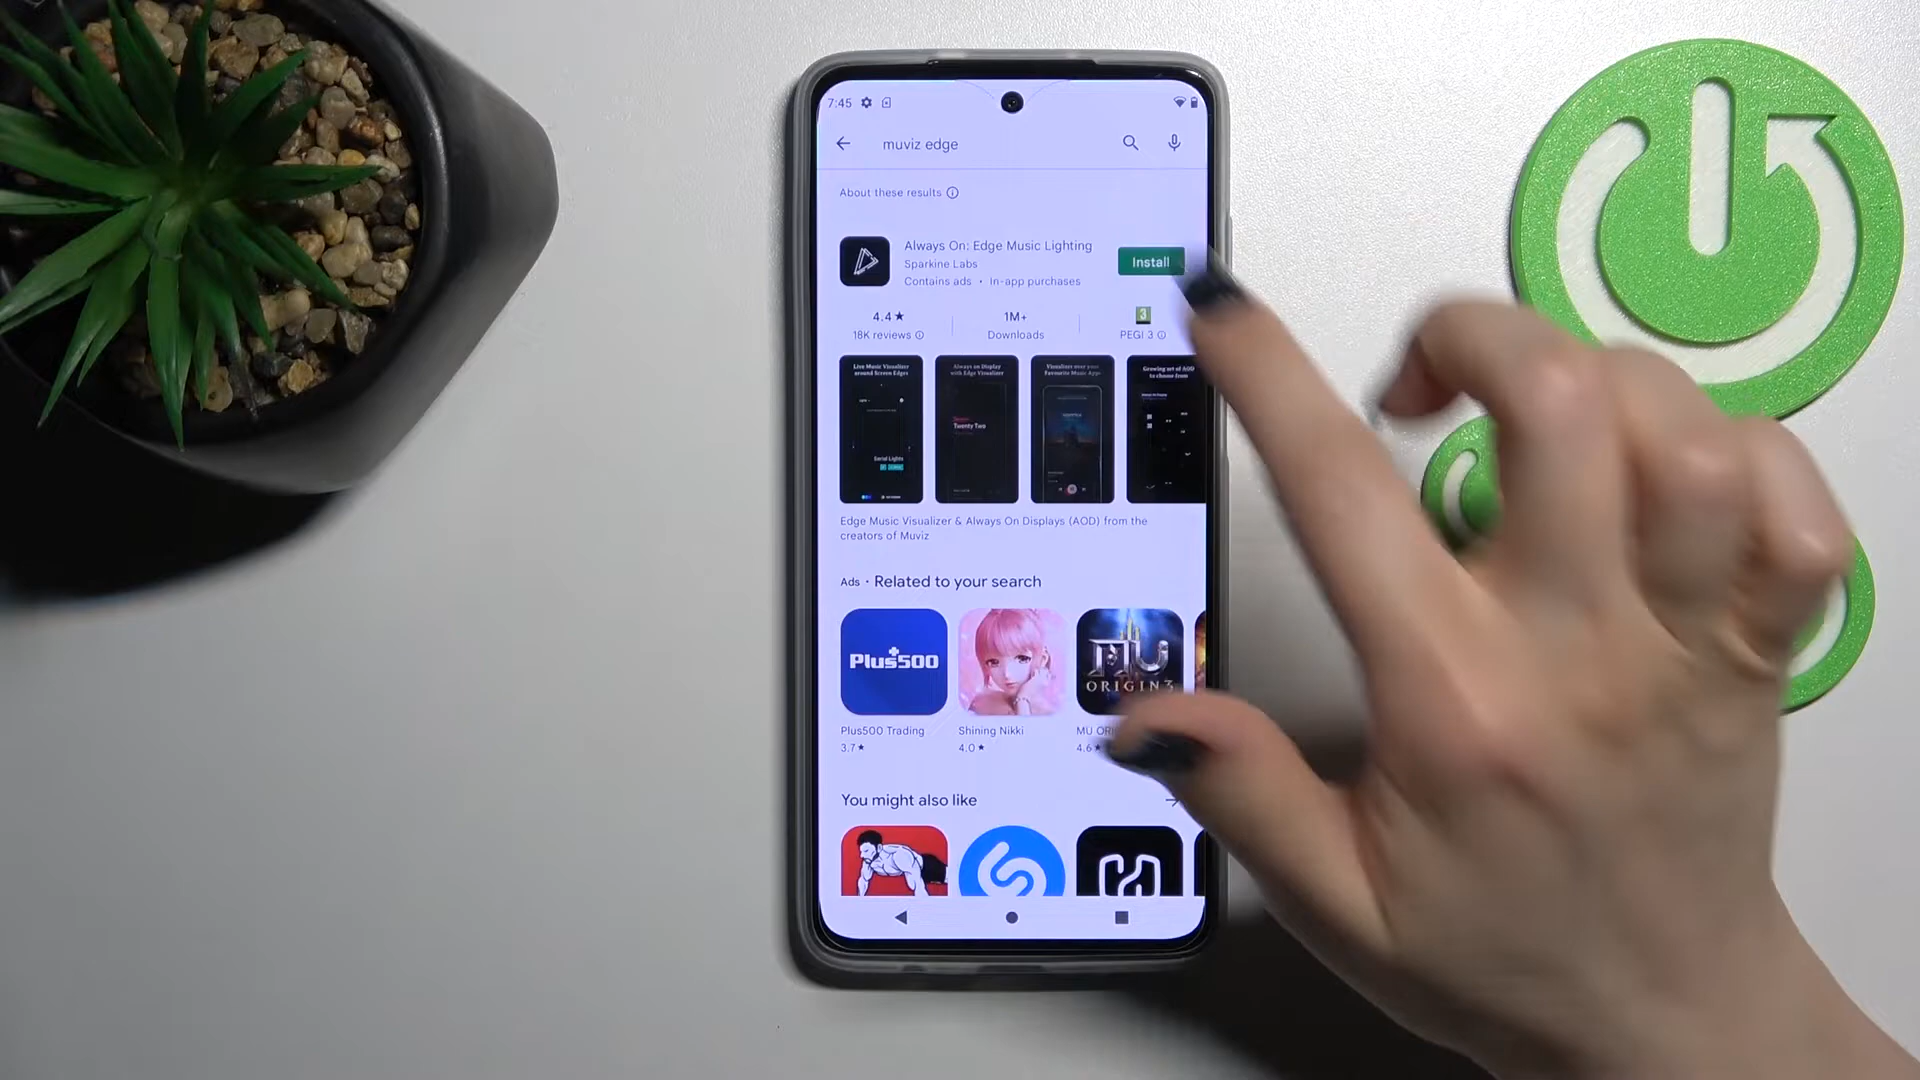 7:45
muviz edge
About these results
Always On: Edge Music Lighting
Sparkine Labs
Contains ads • In-app purchases
Install
4.4★
18K reviews
1M+
Downloads
3
PEGI 3
Live Music Visualizer
around Screen Edges
Always on Display
with Edge Visualizer
Twenty Two
Visualizer over your
Favourite Music Apps
Growing set of AOD
to choose from
Edge Music Visualizer & Always On Displays (AOD) from the
creators of Muviz
Ads • Related to your search
Plus500
MU
ORIGIN 3
Plus500 Trading
3.7★
Shining Nikki
4.0★
MU
4.6★
You might also like